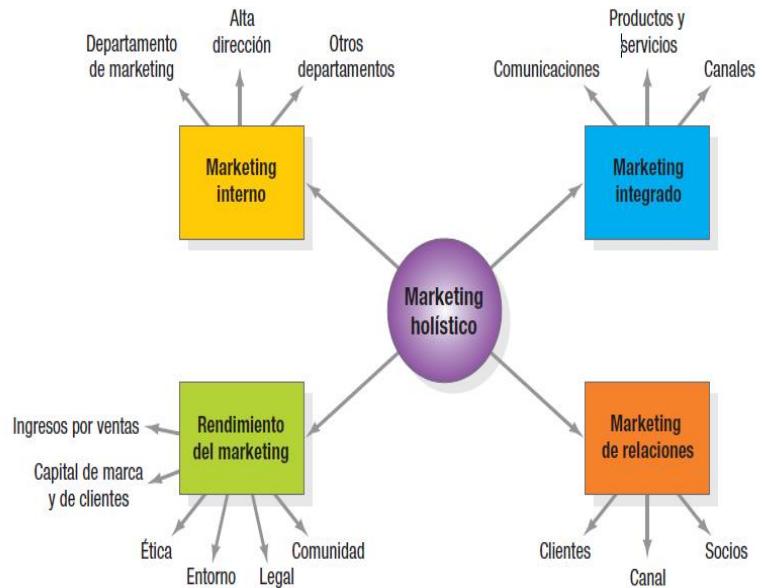 Departamento
de marketing
Alta
dirección
Otros
departamentos
Marketing
interno
Comunicaciones
Productos y
servicios
Canales
Marketing
integrado
Marketing
holístico
Rendimiento
del marketing
Ingresos por ventas
Capital de marca
y de clientes
Ética
Entorno
Legal
Comunidad
Marketing
de relaciones
Clientes
Canal
Socios